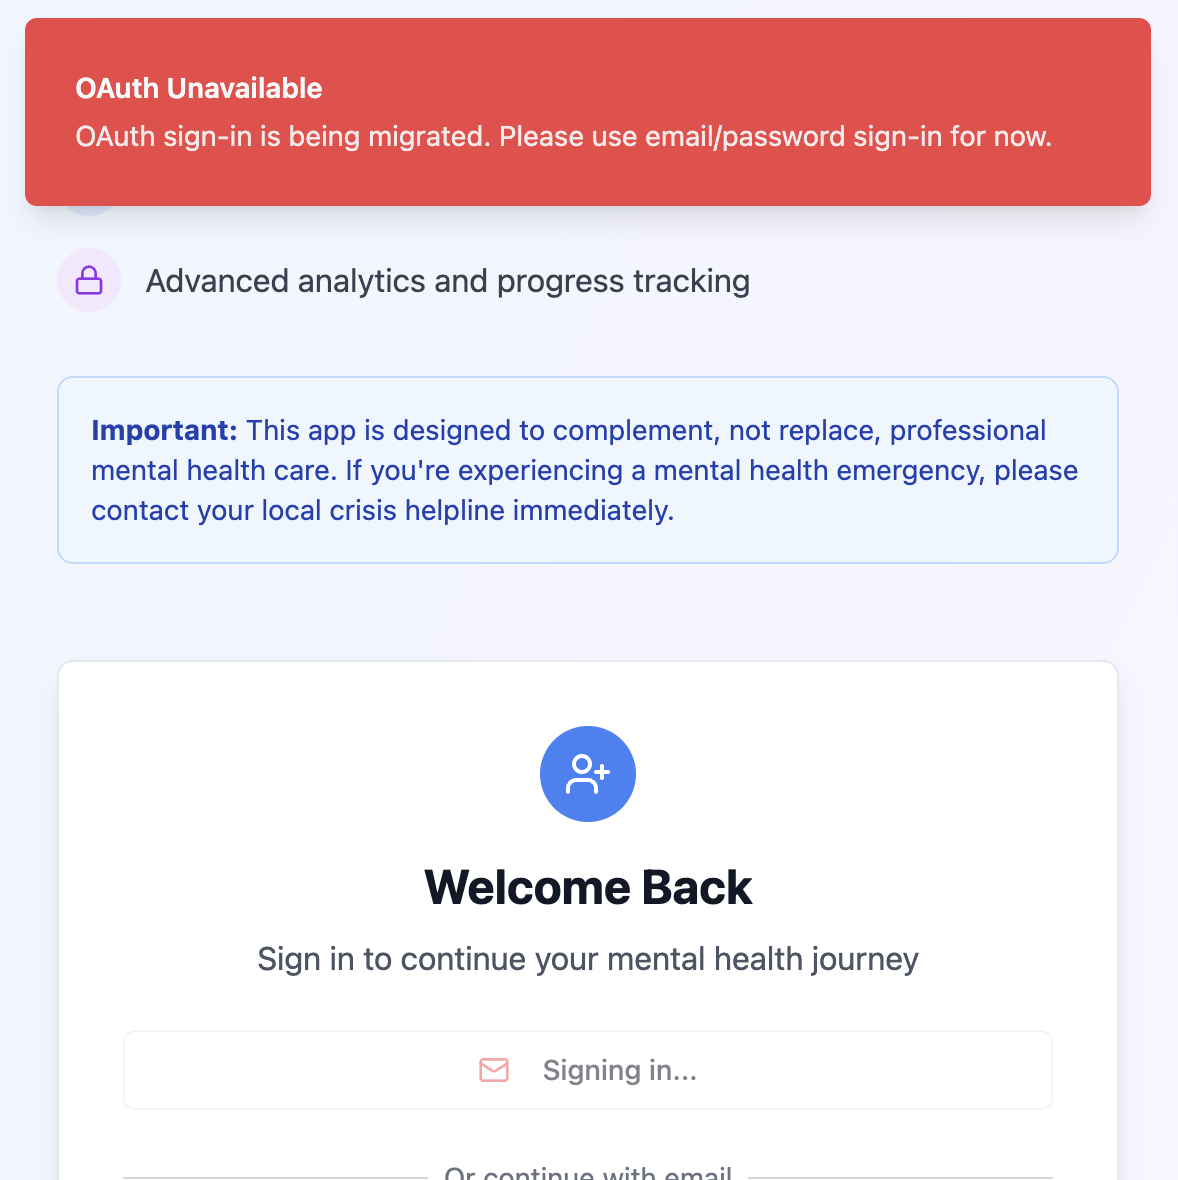 OAuth Unavailable
OAuth sign-in is being migrated. Please use email/password sign-in for now.
Advanced analytics and progress tracking
Important: This app is designed to complement, not replace, professional
mental health care. If you're experiencing a mental health emergency, please
contact your local crisis helpline immediately.
Welcome Back
Sign in to continue your mental health journey
Signing in...
Or continue with email